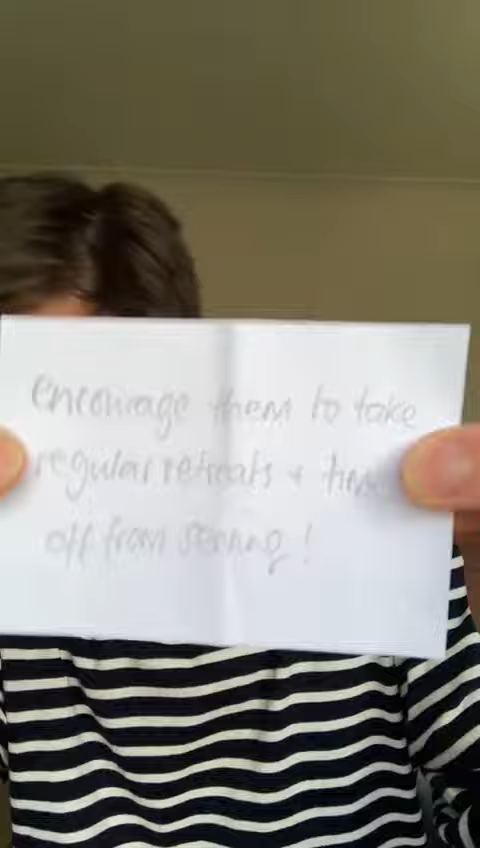 encourage them to take
regular retreats + time
off from serving!